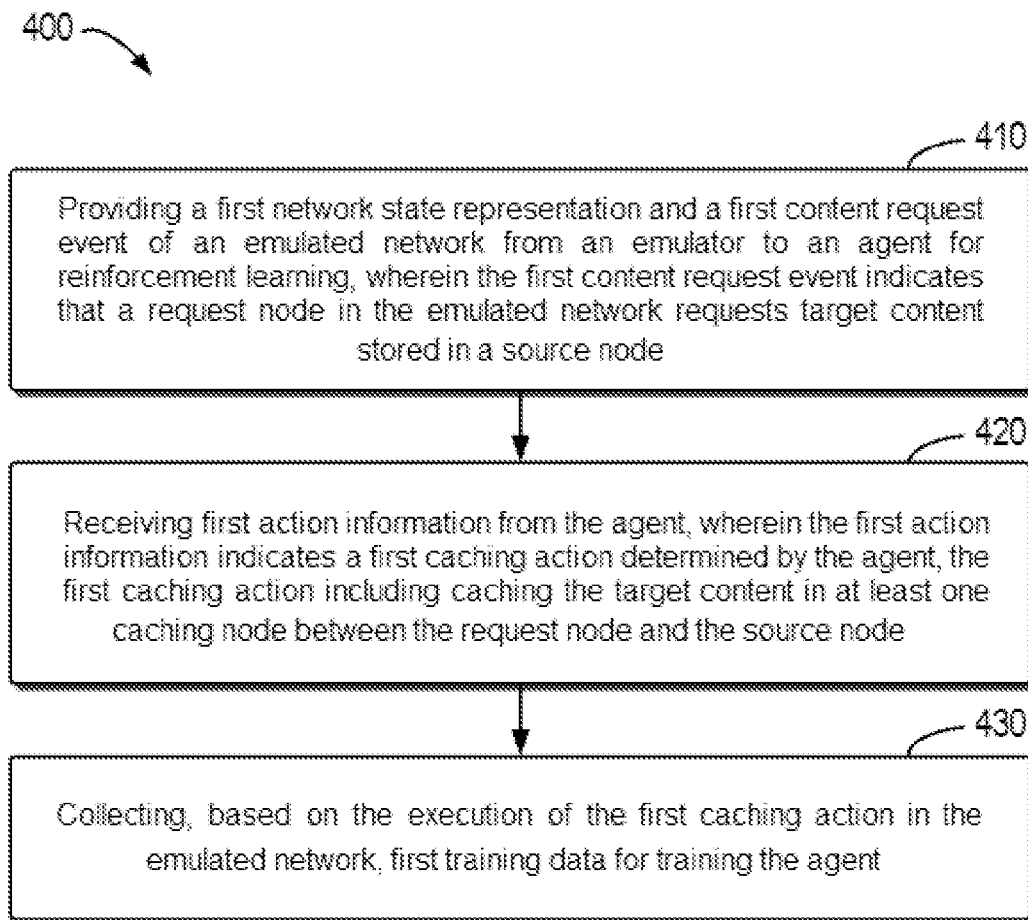 400
410
Providing a first network state representation and a first content request
event of an emulated network from an emulator to an agent for
reinforcement learning, wherein the first content request event indicates
that a request node in the emulated network requests target content
stored in a source node
420
Receiving first action information from the agent, wherein the first action
information indicates a first caching action determined by the agent, the
first caching action including caching the target content in at least one
caching node between the request node and the source node
430
Collecting, based on the execution of the first caching action in the
emulated network, first training data for training the agent